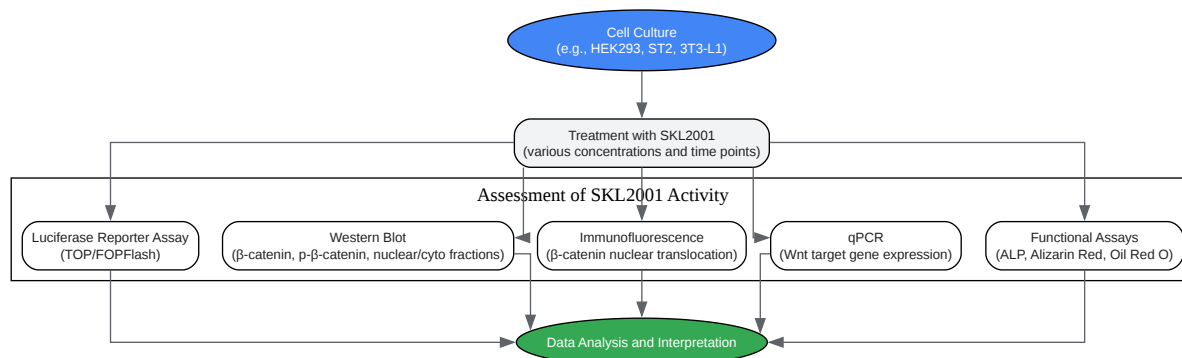 Cell Culture
(e.g., HEK293, ST2, 3T3-L1)
Treatment with SKL2001
(various concentrations and time points)
Assessment of SKL2001 Activity
Luciferase Reporter Assay
(TOP/FOPFlash)
Western Blot
(β-catenin, p-β-catenin, nuclear/cyto fractions)
Immunofluorescence
(β-catenin nuclear translocation)
qPCR
(Wnt target gene expression)
Functional Assays
(ALP, Alizarin Red, Oil Red O)
Data Analysis and Interpretation